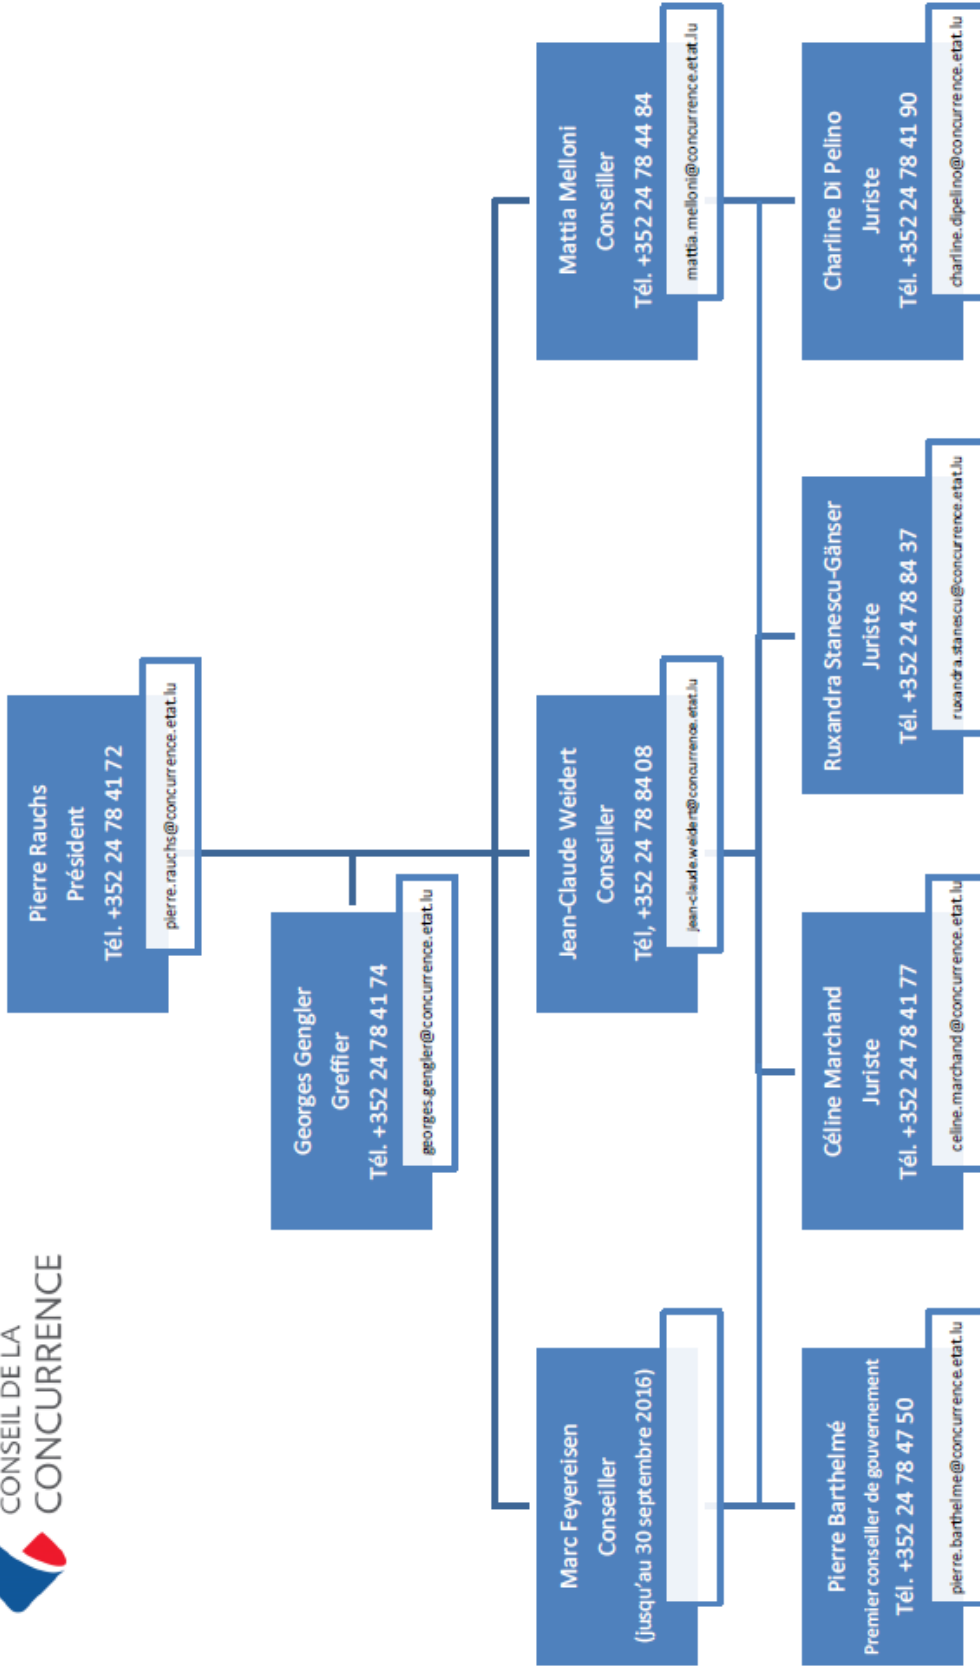 CONSEIL DE LA
CONCURRENCE
Pierre Rauchs
Président
Tél. +352 24 78 41 72
pierre.rauchs@concurrence.etat.lu
Georges Gengler
Greffier
Tél. +352 24 78 41 74
georges.gengler@concurrence.etat.lu
Marc Feyereisen
Conseiller
(jusqu'au 30 septembre 2016)
Jean-Claude Weidert
Conseiller
Tél, +352 24 78 84 08
jean-claude.weidert@concurrence.etat.lu
Mattia Melloni
Conseiller
Tél. +352 24 78 44 84
mattia.melloni@concurrence.etat.lu
Pierre Barthelmé
Premier conseiller de gouvernement
Tél. +352 24 78 47 50
pierre.barthelme@concurrence.etat.lu
Céline Marchand
Juriste
Tél. +352 24 78 41 77
celine.marchand@concurrence.etat.lu
Ruxandra Stanescu-Gänser
Juriste
Tél. +352 24 78 84 37
ruxandra.stanescu@concurrence.etat.lu
Charline Di Pelino
Juriste
Tél. +352 24 78 41 90
charline.dipelino@concurrence.etat.lu